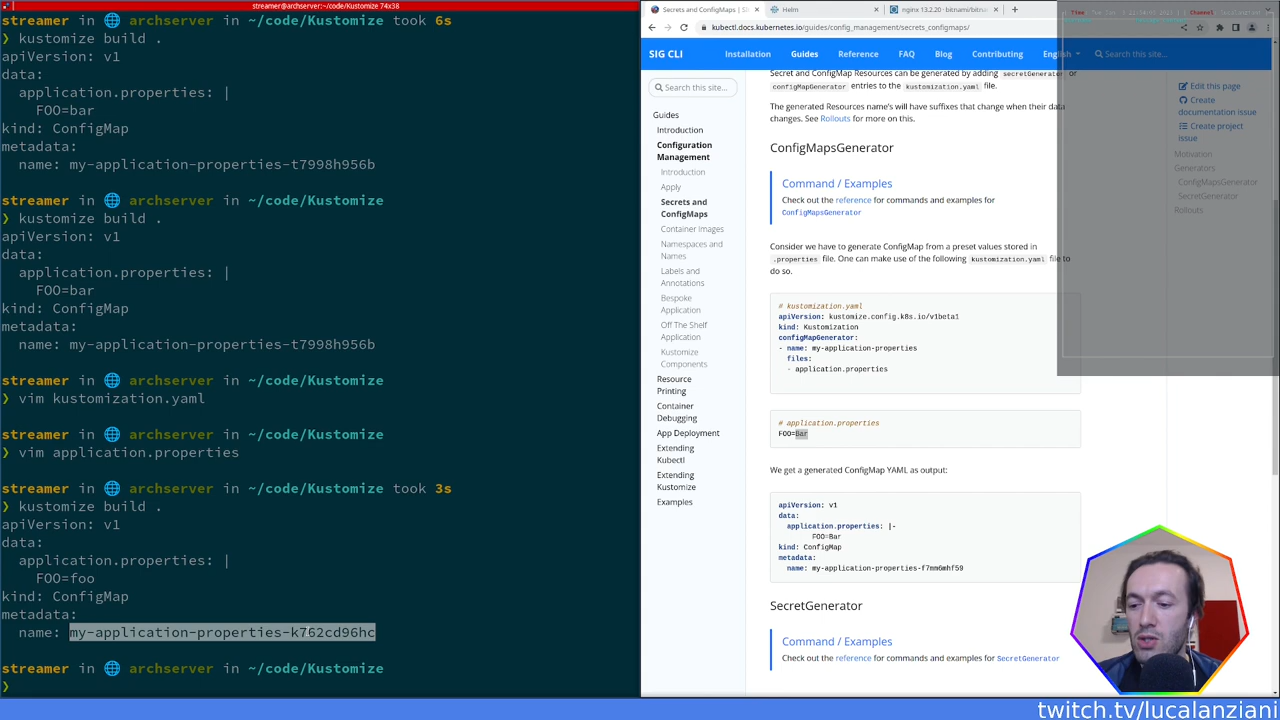 streamer@archserver:~/code/Kustomize 74x38
streamer in 🌐 archserver in ~/code/Kustomize took 6s
❯ kustomize build .
apiVersion: v1
data:
application.properties: |
FOO=bar
kind: ConfigMap
metadata:
name: my-application-properties-t7998h956b
streamer in 🌐 archserver in ~/code/Kustomize
❯ kustomize build .
apiVersion: v1
data:
application.properties: |
FOO=bar
kind: ConfigMap
metadata:
name: my-application-properties-t7998h956b
streamer in 🌐 archserver in ~/code/Kustomize
❯ vim kustomization.yaml
streamer in 🌐 archserver in ~/code/Kustomize
❯ vim application.properties
streamer in 🌐 archserver in ~/code/Kustomize took 3s
❯ kustomize build .
apiVersion: v1
data:
application.properties: |
FOO=foo
kind: ConfigMap
metadata:
name: my-application-properties-k762cd96hc
streamer in 🌐 archserver in ~/code/Kustomize
❯
Secrets and ConfigMaps | SI
Helm
nginx 13.2.20 · bitnami/bitna
kubectl.docs.kubernetes.io/guides/config_management/secrets_configmaps/
SIG CLI
Installation
Guides
Reference
FAQ
Blog
Contributing
English
Search this site…
Search this site…
Guides
Introduction
Configuration
Management
Introduction
Apply
Secrets and
ConfigMaps
Container Images
Namespaces and
Names
Labels and
Annotations
Bespoke
Application
Off The Shelf
Application
Kustomize
Components
Resource
Printing
Container
Debugging
App Deployment
Extending
Kubectl
Extending
Kustomize
Examples
Secret and ConfigMap Resources can be generated by adding secretGenerator or
configMapGenerator entries to the kustomization.yaml file.
The generated Resources name's will have suffixes that change when their data
changes. See Rollouts for more on this.
ConfigMapsGenerator
Command / Examples
Check out the reference for commands and examples for
ConfigMapsGenerator
Consider we have to generate ConfigMap from a preset values stored in
.properties file. One can make use of the following kustomization.yaml file to
do so.
# kustomization.yaml
apiVersion: kustomize.config.k8s.io/v1beta1
kind: Kustomization
configMapGenerator:
- name: my-application-properties
files:
- application.properties
# application.properties
FOO=Bar
We get a generated ConfigMap YAML as output:
apiVersion: v1
data:
application.properties: |-
FOO=Bar
kind: ConfigMap
metadata:
name: my-application-properties-f7mm6mhf59
SecretGenerator
Command / Examples
Check out the reference for commands and examples for SecretGenerator
Edit this page
Create
documentation issue
Create project
issue
Motivation
Generators
ConfigMapsGenerator
SecretGenerator
Rollouts
twitch.tv/lucalanziani